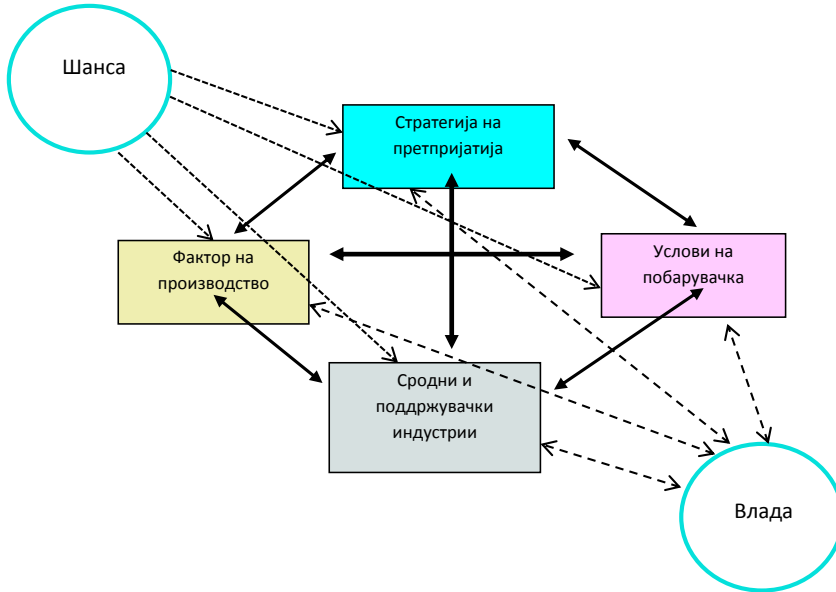 Шанса
Стратегија на
претпријатија
Фактор на
производство
Услови на
побарувачка
Сродни и
поддржувачки
индустрии
Влада